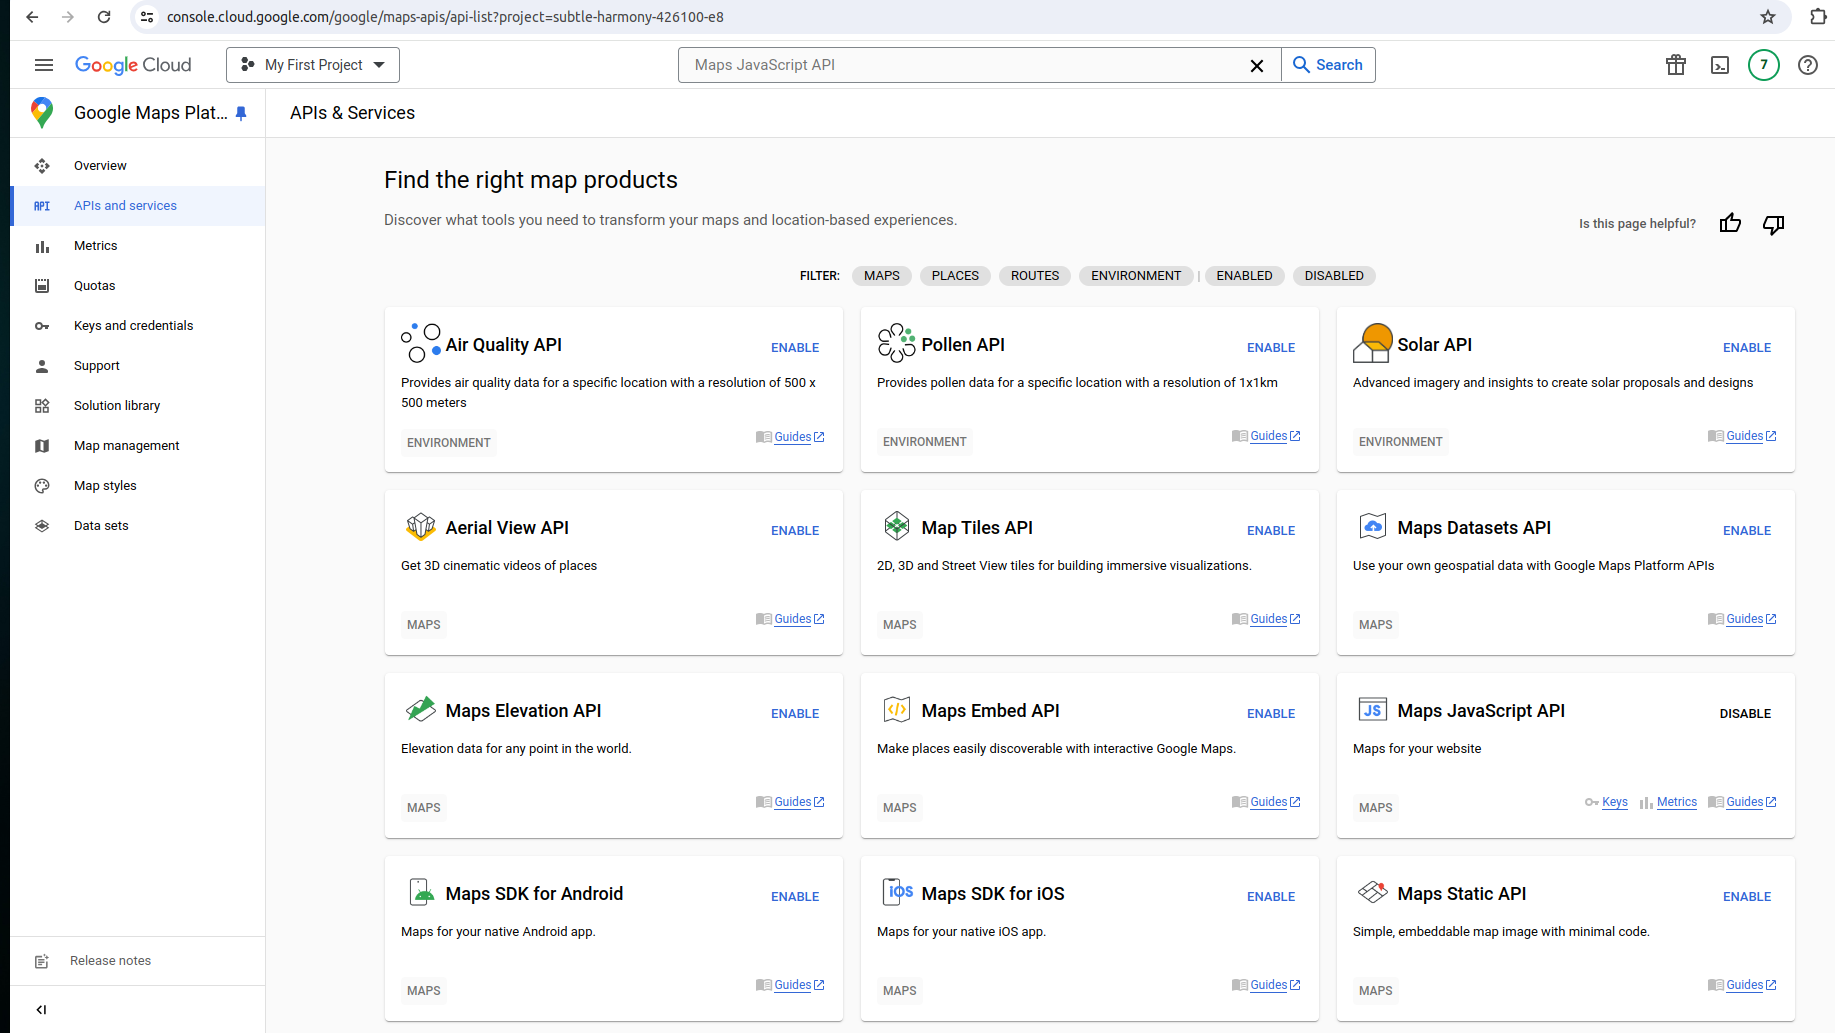 console.cloud.google.com/google/maps-apis/api-list?project=subtle-harmony-426100-e8
Google Cloud
My First Project
Maps JavaScript API
Search
7
Google Maps Plat...
APIs & Services
Overview
API
APIs and services
Metrics
Quotas
Keys and credentials
Support
Solution library
Map management
Map styles
Data sets
Release notes
Find the right map products
Discover what tools you need to transform your maps and location-based experiences.
Is this page helpful?
FILTER: MAPS PLACES ROUTES ENVIRONMENT | ENABLED DISABLED
Air Quality API
ENABLE
Provides air quality data for a specific location with a resolution of 500 x
500 meters
ENVIRONMENT
Guides
Pollen API
ENABLE
Provides pollen data for a specific location with a resolution of 1x1km
ENVIRONMENT
Guides
Solar API
ENABLE
Advanced imagery and insights to create solar proposals and designs
ENVIRONMENT
Guides
Aerial View API
ENABLE
Get 3D cinematic videos of places
MAPS
Guides
Map Tiles API
ENABLE
2D, 3D and Street View tiles for building immersive visualizations.
MAPS
Guides
Maps Datasets API
ENABLE
Use your own geospatial data with Google Maps Platform APIs
MAPS
Guides
Maps Elevation API
ENABLE
Elevation data for any point in the world.
MAPS
Guides
Maps Embed API
ENABLE
Make places easily discoverable with interactive Google Maps.
MAPS
Guides
JS
Maps JavaScript API
DISABLE
Maps for your website
MAPS
Keys Metrics Guides
Maps SDK for Android
ENABLE
Maps for your native Android app.
MAPS
Guides
iOS
Maps SDK for iOS
ENABLE
Maps for your native iOS app.
MAPS
Guides
Maps Static API
ENABLE
Simple, embeddable map image with minimal code.
MAPS
Guides